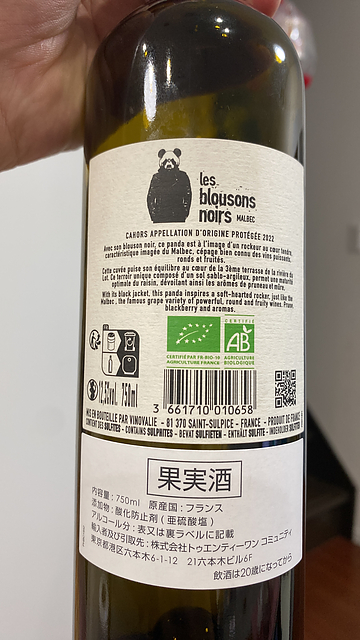 les
blousons
noirs MALBEC
CAHORS APPELLATION D'ORIGINE PROTÉGÉE 2022
Avec son blouson noir, ce panda est à l'image d'un rockeur au cœur tendre,
caractéristique imagée du Malbec, cépage bien connu des vins puissants,
ronds et fruités.
Cette cuvée puise son équilibre au cœur de la 3ème terrasse de la rivière du
Lot. Ce terroir unique composé d'un sol sablo-argileux, permet une maturité
optimale du raisin, dévoilant ainsi les arômes de pruneau et mûre.
With its black jacket, this panda inspires a soft-hearted rocker, just like the
Malbec, the famous grape variety of powerful, round and fruity wines. Prune,
blackberry and aromas.
CERTIFIÉ
AB
CERTIFIÉ PAR FR-BIO-10
AGRICULTURE FRANCE
AGRICULTURE
BIOLOGIQUE
12,5%vol. 750ml
3 661710 010658
MIS EN BOUTEILLE PAR VINOVALIE - 81 370 SAINT-SULPICE - FRANCE - PRODUIT DE FRANCE
CONTIENT DES SULFITES - CONTAINS SULPHITES - BEVAT SULFIETEN - ENTHÄLT SULFITE - INDEHOLDER SULFITTER
果実酒
内容量：750ml 原産国：フランス
添加物：酸化防止剤(亜硫酸塩)
アルコール分：表又は裏ラベルに記載
輸入者及び引取先：株式会社トゥエンティーワン コミュニティ
東京都港区六本木6-1-12 21六本木ビル6F
飲酒は20歳になってから